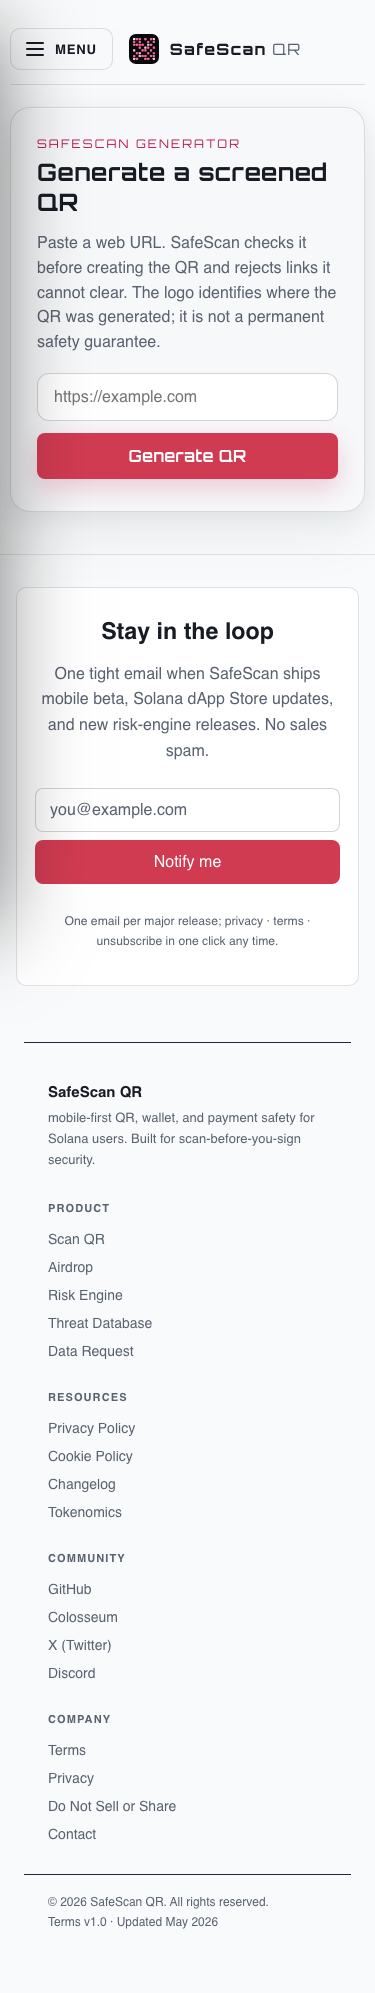 MENU
SafeScan QR
SAFESCAN GENERATOR
Generate a screened
QR
Paste a web URL. SafeScan checks it
before creating the QR and rejects links it
cannot clear. The logo identifies where the
QR was generated; it is not a permanent
safety guarantee.
https://example.com
Generate QR
Stay in the loop
One tight email when SafeScan ships
mobile beta, Solana dApp Store updates,
and new risk-engine releases. No sales
spam.
you@example.com
Notify me
One email per major release; privacy · terms ·
unsubscribe in one click any time.
SafeScan QR
mobile-first QR, wallet, and payment safety for
Solana users. Built for scan-before-you-sign
security.
PRODUCT
Scan QR
Airdrop
Risk Engine
Threat Database
Data Request
RESOURCES
Privacy Policy
Cookie Policy
Changelog
Tokenomics
COMMUNITY
GitHub
Colosseum
X (Twitter)
Discord
COMPANY
Terms
Privacy
Do Not Sell or Share
Contact
© 2026 SafeScan QR. All rights reserved.
Terms v1.0 · Updated May 2026